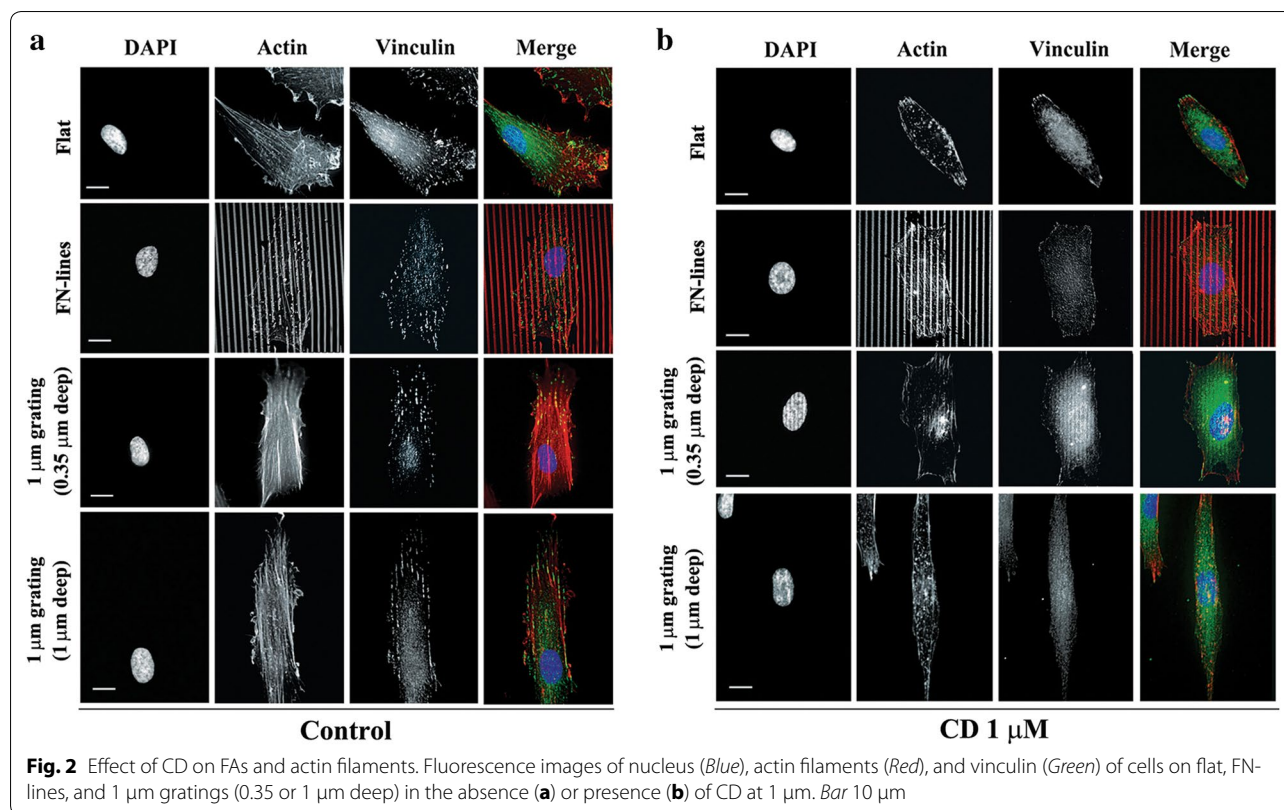 a
DAPI Actin Vinculin Merge
Flat
FN-lines
1 μm grating
(0.35 μm deep)
1 μm grating
(1 μm deep)
Control
b
DAPI Actin Vinculin Merge
Flat
FN-lines
1 μm grating
(0.35 μm deep)
1 μm grating
(1 μm deep)
CD 1 μM
Fig. 2 Effect of CD on FAs and actin filaments. Fluorescence images of nucleus (Blue), actin filaments (Red), and vinculin (Green) of cells on flat, FN-
lines, and 1 μm gratings (0.35 or 1 μm deep) in the absence (a) or presence (b) of CD at 1 μm. Bar 10 μm